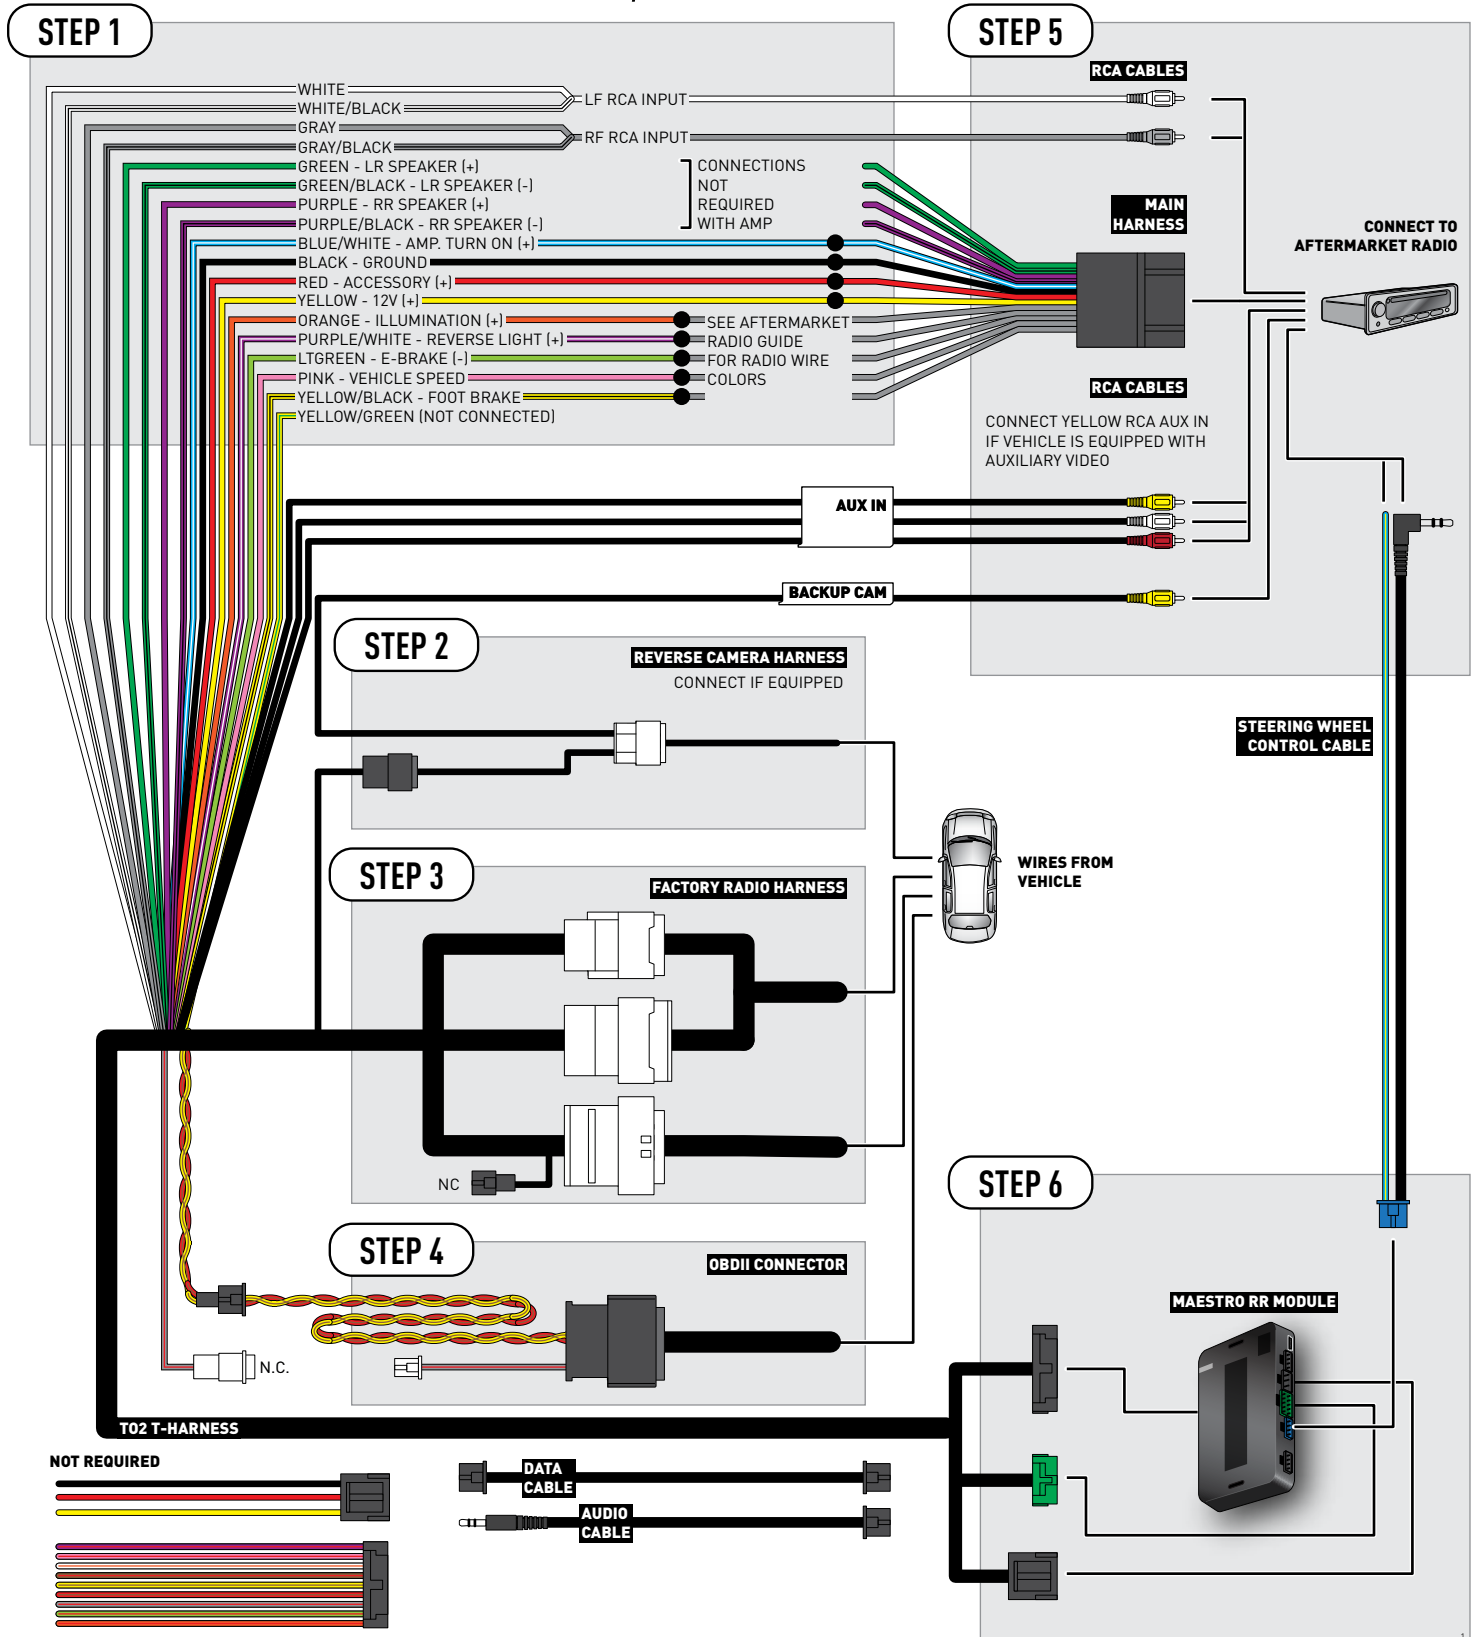 STEP 1
WHITE
WHITE/BLACK
LF RCA INPUT
GRAY
GRAY/BLACK
RF RCA INPUT
GREEN - LR SPEAKER (+)
GREEN/BLACK - LR SPEAKER (-)
PURPLE - RR SPEAKER (+)
PURPLE/BLACK - RR SPEAKER (-)
CONNECTIONS
NOT
REQUIRED
WITH AMP
BLUE/WHITE - AMP. TURN ON (+)
BLACK - GROUND
RED - ACCESSORY (+)
YELLOW - 12V (+)
ORANGE - ILLUMINATION (+)
PURPLE/WHITE - REVERSE LIGHT (+)
LTGREEN - E-BRAKE (-)
PINK - VEHICLE SPEED
YELLOW/BLACK - FOOT BRAKE
YELLOW/GREEN (NOT CONNECTED)
SEE AFTERMARKET
RADIO GUIDE
FOR RADIO WIRE
COLORS
STEP 5
RCA CABLES
MAIN
HARNESS
CONNECT TO
AFTERMARKET RADIO
RCA CABLES
CONNECT YELLOW RCA AUX IN
IF VEHICLE IS EQUIPPED WITH
AUXILIARY VIDEO
AUX IN
BACKUP CAM
STEP 2
REVERSE CAMERA HARNESS
CONNECT IF EQUIPPED
STEERING WHEEL
CONTROL CABLE
WIRES FROM
VEHICLE
STEP 3
FACTORY RADIO HARNESS
NC
STEP 4
OBDII CONNECTOR
N.C.
STEP 6
MAESTRO RR MODULE
TO2 T-HARNESS
NOT REQUIRED
DATA
CABLE
AUDIO
CABLE